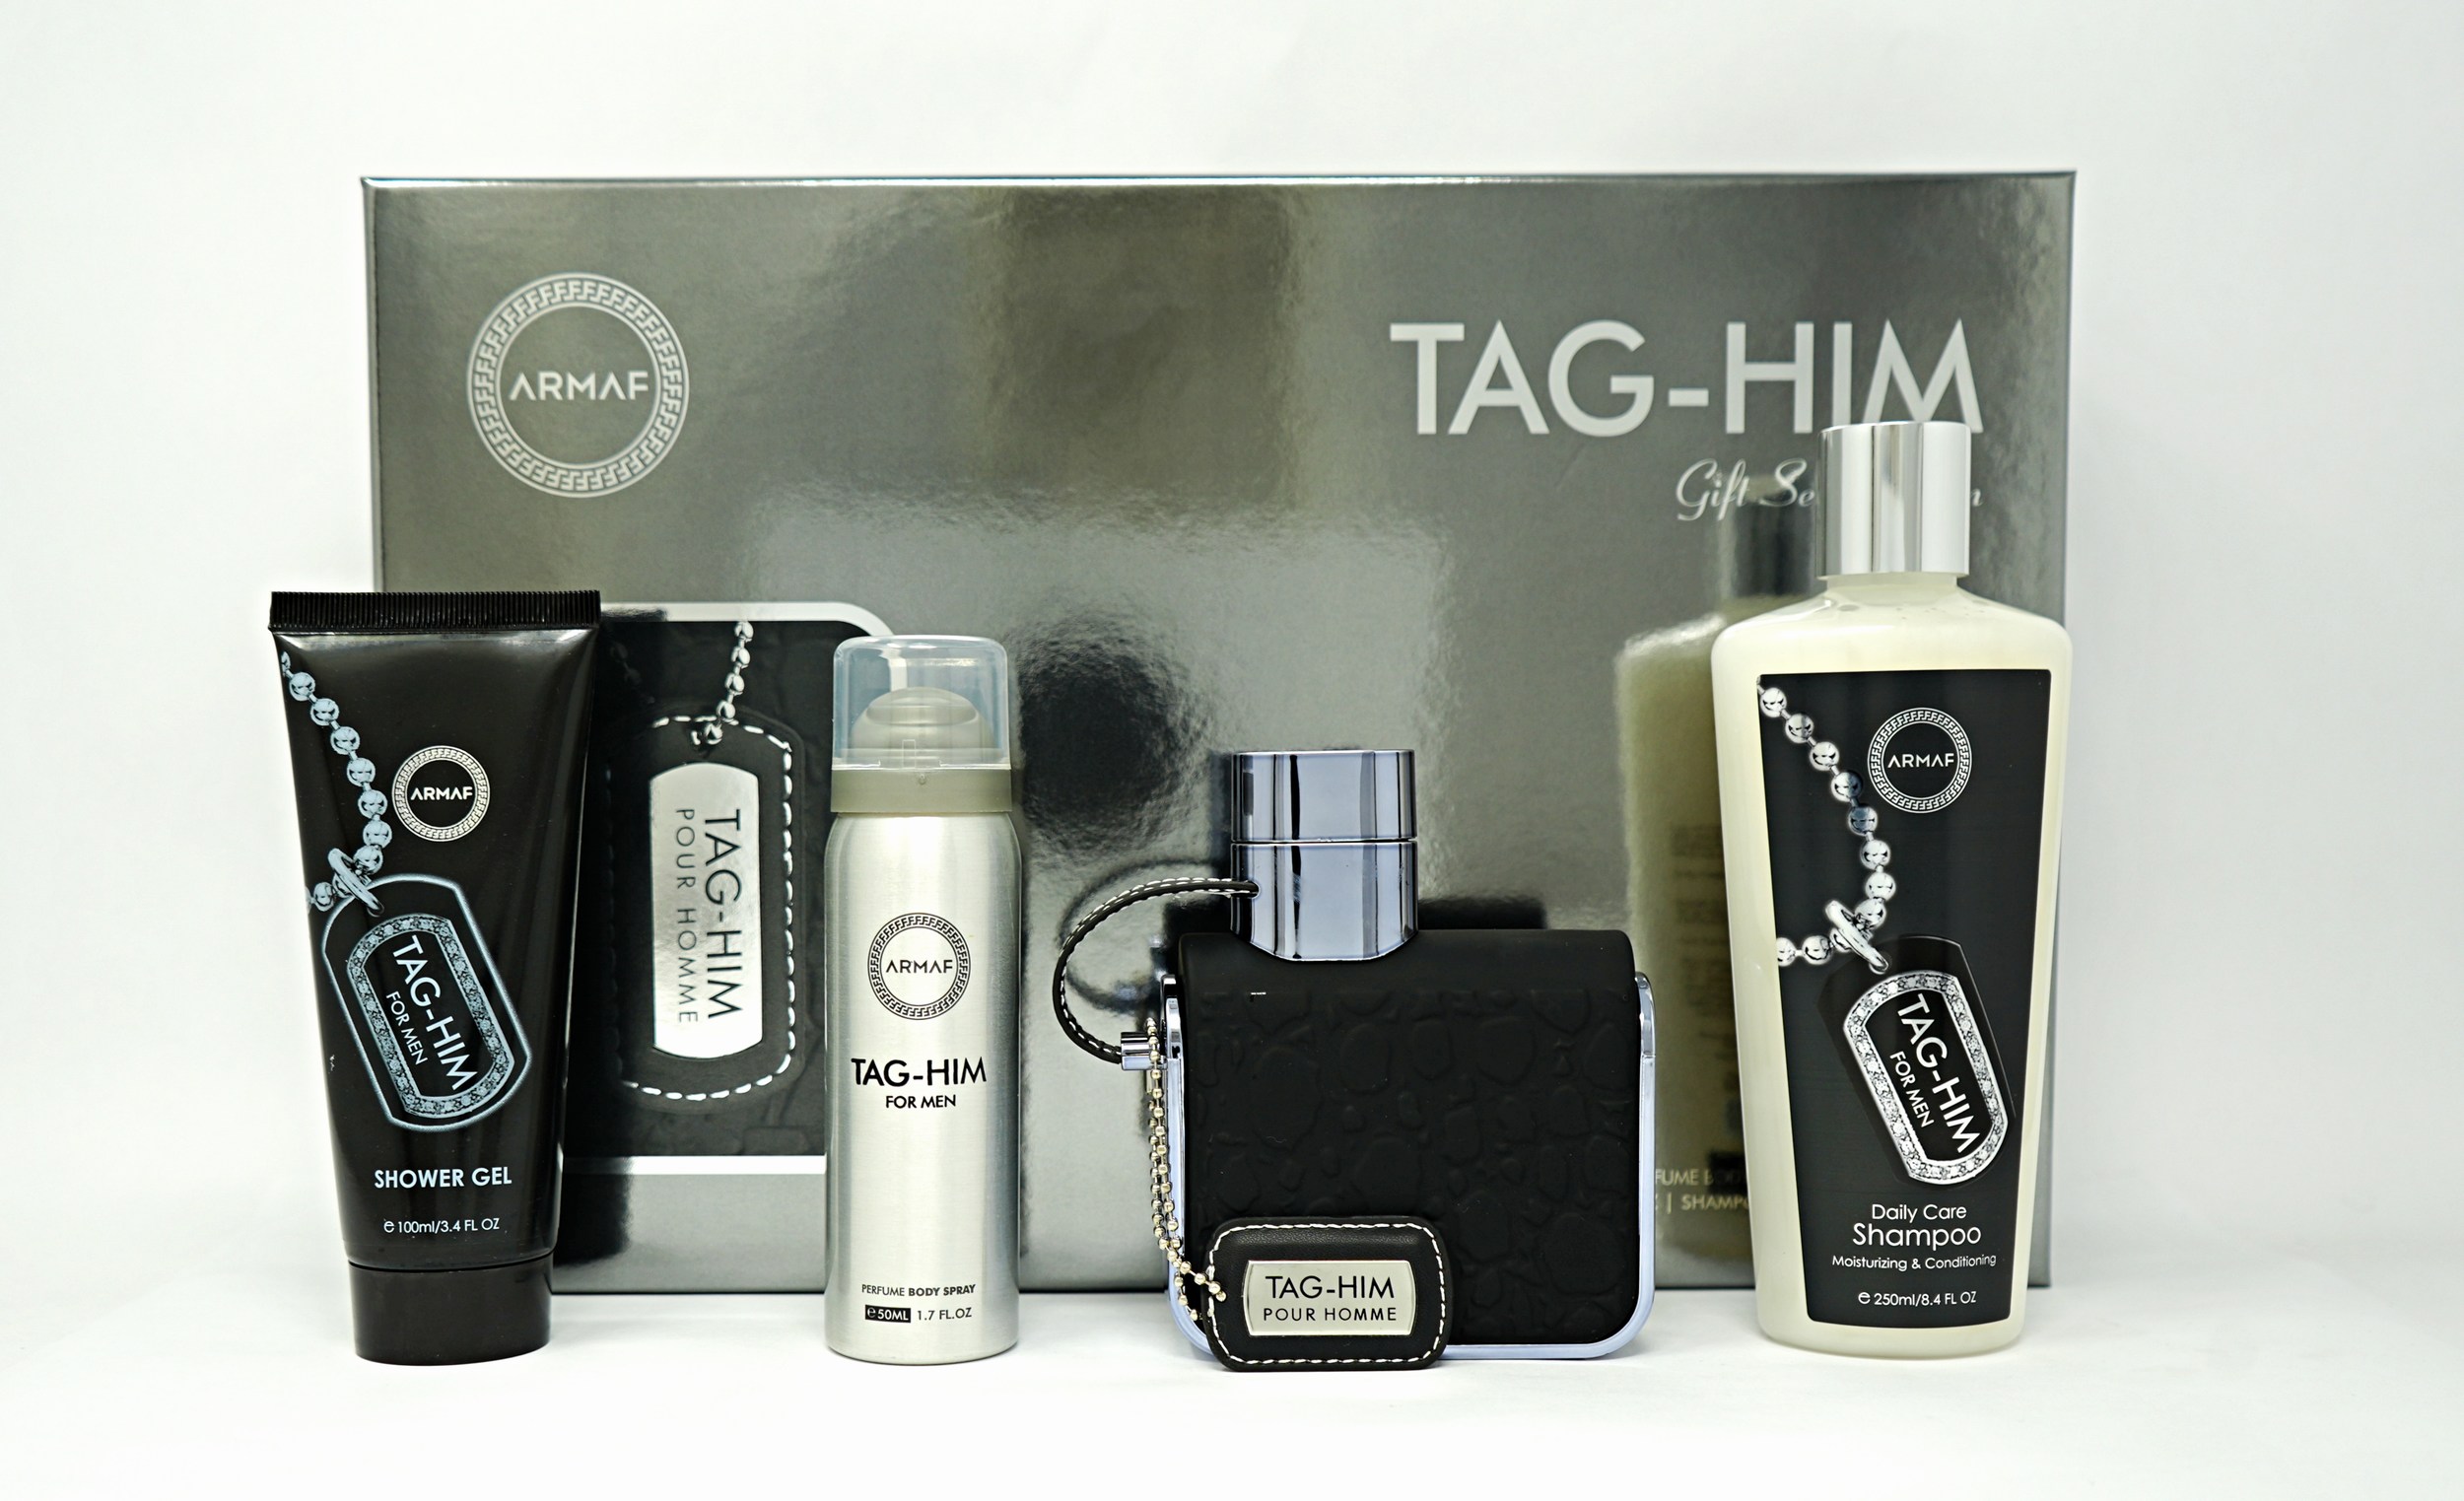 ARMAF
TAG-HIM
Gift Se
TAG-HIM
POUR HOMME
ARMAF
TAG-HIM
FOR MEN
SHOWER GEL
e 100ml/3.4 FL OZ
ARMAF
TAG-HIM
FOR MEN
PERFUME BODY SPRAY
e 50ML 1.7 FL.OZ
TAG-HIM
POUR HOMME
ARMAF
TAG-HIM
FOR MEN
Daily Care
Shampoo
Moisturizing & Conditioning
e 250ml/8.4 FL OZ